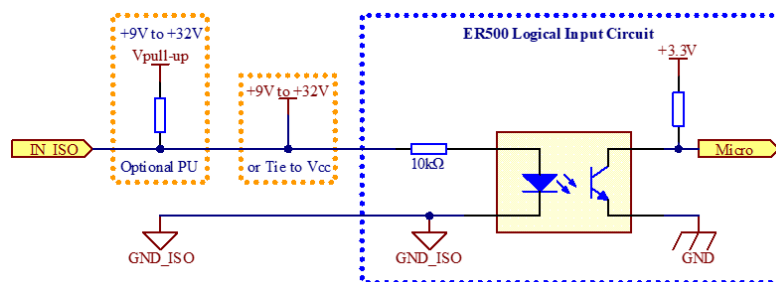 ER500 Logical Input Circuit
+9V to +32V
Vpull-up
+3.3V
+9V to +32V
IN_ISO
Optional PU
or Tie to Vcc
10kΩ
Micro
GND_ISO
GND_ISO
GND